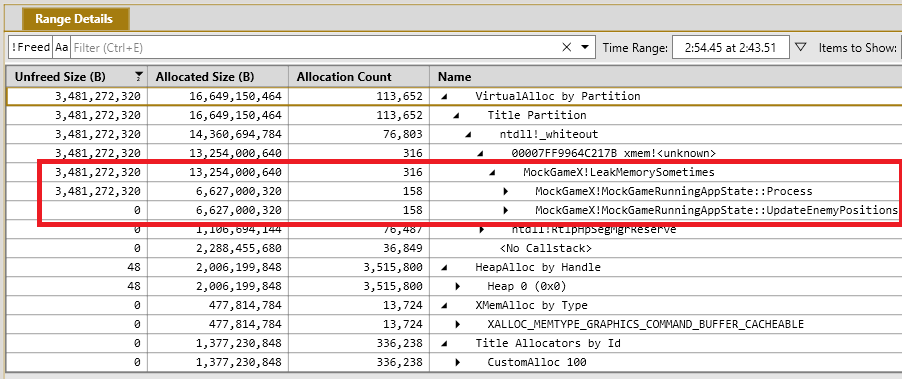 Range Details
!Freed Aa Filter (Ctrl+E) Time Range: 2:54.45 at 2:43.51 Items to Show:
Unfreed Size (B) Allocated Size (B) Allocation Count Name
3,481,272,320 16,649,150,464 113,652 VirtualAlloc by Partition
3,481,272,320 16,649,150,464 113,652 Title Partition
3,481,272,320 14,360,694,784 76,803 ntdll!_whiteout
3,481,272,320 13,254,000,640 316 00007FF9964C217B xmem!<unknown>
3,481,272,320 13,254,000,640 316 MockGameX!LeakMemorySometimes
3,481,272,320 6,627,000,320 158 MockGameX!MockGameRunningAppState::Process
0 6,627,000,320 158 MockGameX!MockGameRunningAppState::UpdateEnemyPositions
0 1,106,694,144 76,487 ntdll!RtlpHpSegMgrReserve
0 2,288,455,680 36,849 <No Callstack>
48 2,006,199,848 3,515,800 HeapAlloc by Handle
48 2,006,199,848 3,515,800 Heap 0 (0x0)
0 477,814,784 13,724 XMemAlloc by Type
0 477,814,784 13,724 XALLOC_MEMTYPE_GRAPHICS_COMMAND_BUFFER_CACHEABLE
0 1,377,230,848 336,238 Title Allocators by Id
0 1,377,230,848 336,238 CustomAlloc 100